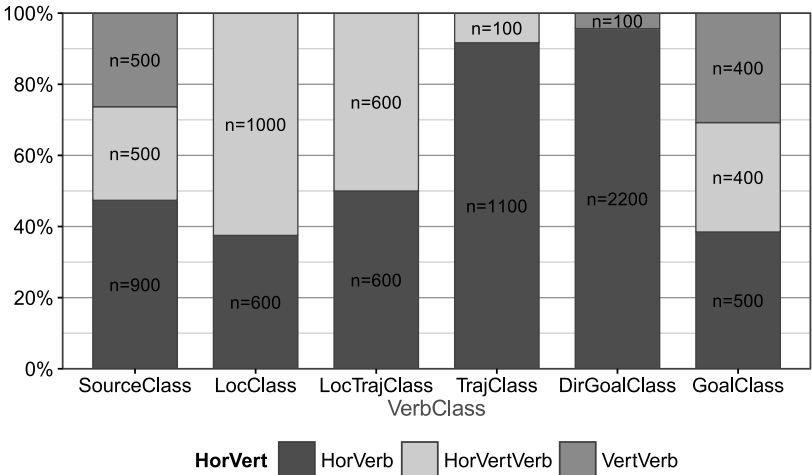 100%
80%
60%
40%
20%
0%
n=500
n=500
n=900
n=1000
n=600
n=600
n=600
n=100
n=1100
n=100
n=2200
n=400
n=400
n=500
SourceClass LocClass LocTrajClass TrajClass DirGoalClass GoalClass
VerbClass
HorVert HorVerb HorVertVerb VertVerb